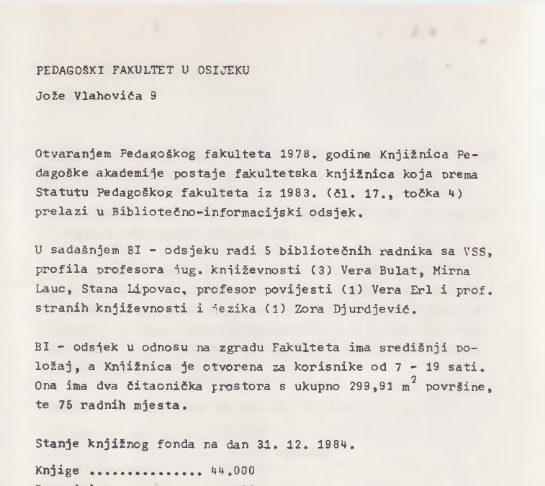 PEDAGOŠKI FAKULTET U OSIJEKU
Jože Vlahovića 9
Otvaranjem Pedagoškog fakulteta 1978. godine Knjižnica Pe-
dagoške akademije postaje fakultetska knjižnica koja prema
Statutu Pedagoškog fakulteta iz 1983. (čl. 17., točka 4)
prelazi u Bibliotečno-informacijski odsjek.
U sadašnjem BI - odsjeku radi 5 bibliotečnih radnika sa VSS,
profila profesora jug. književnosti (3) Vera Bulat, Mirna
Lauc, Stana Lipovac, profesor povijesti (1) Vera Erl i prof.
stranih književnosti i jezika (1) Zora Djurdjević.
BI - odsjek u odnosu na zgradu Fakulteta ima središnji po-
ložaj, a Knjižnica je otvorena za korisnike od 7 - 19 sati.
Ona ima dva čitaonička prostora s ukupno 299,91 m² površine,
te 75 radnih mjesta.
Stanje knjižnog fonda na dan 31. 12. 1984.
Knjige ............... 44.000